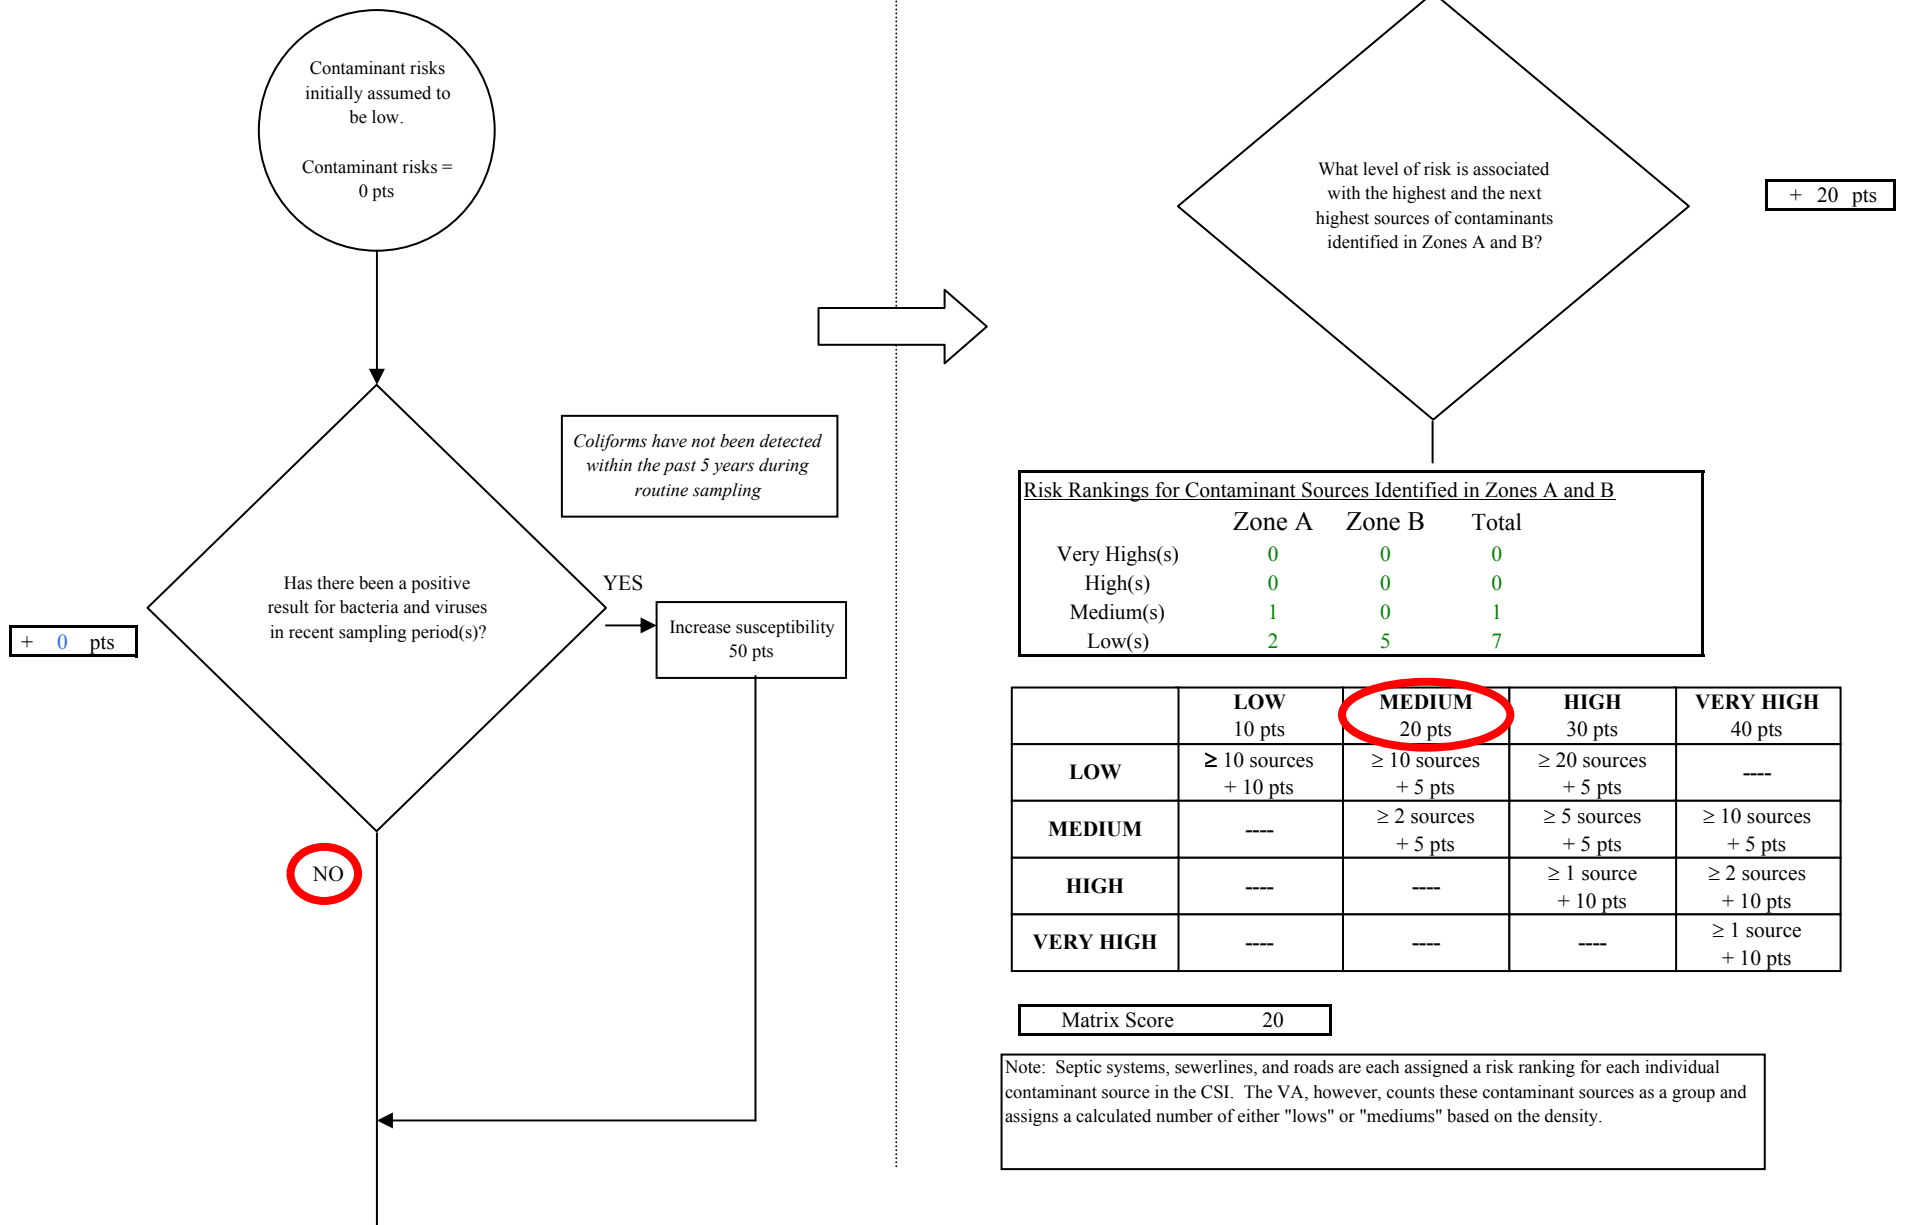 Contaminant risks
initially assumed to
be low.
Contaminant risks =
0 pts
Coliforms have not been detected
within the past 5 years during
routine sampling
Has there been a positive
result for bacteria and viruses
in recent sampling period(s)?
YES
Increase susceptibility
50 pts
+ 0 pts
NO
What level of risk is associated
with the highest and the next
highest sources of contaminants
identified in Zones A and B?
+ 20 pts
Risk Rankings for Contaminant Sources Identified in Zones A and B
Zone A Zone B Total
Very Highs(s) 0 0 0
High(s) 0 0 0
Medium(s) 1 0 1
Low(s) 2 5 7
LOW MEDIUM HIGH VERY HIGH
10 pts 20 pts 30 pts 40 pts
LOW ≥ 10 sources ≥ 10 sources ≥ 20 sources ----
+ 10 pts + 5 pts + 5 pts
MEDIUM ---- ≥ 2 sources ≥ 5 sources ≥ 10 sources
+ 5 pts + 5 pts + 5 pts
HIGH ---- ---- ≥ 1 source ≥ 2 sources
+ 10 pts + 10 pts
VERY HIGH ---- ---- ---- ≥ 1 source
+ 10 pts
Matrix Score 20
Note: Septic systems, sewerlines, and roads are each assigned a risk ranking for each individual
contaminant source in the CSI. The VA, however, counts these contaminant sources as a group and
assigns a calculated number of either "lows" or "mediums" based on the density.